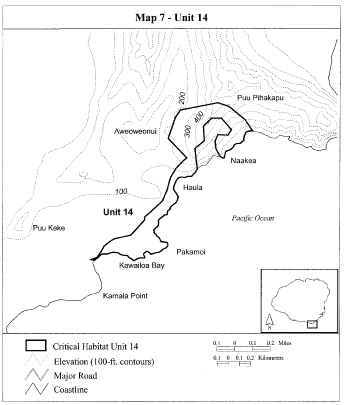 Map 7 - Unit 14
Puu Pihakapu
200
400
300
Aweoweonui
Naakea
100
Haula
Unit 14
Pacific Ocean
Puu Keke
Pakamoi
Kawailoa Bay
Kamala Point
N
Critical Habitat Unit 14
Elevation (100-ft. contours)
Major Road
Coastline
0.1 0 0.1 0.2 Miles
0.1 0 0.1 0.2 Kilometers